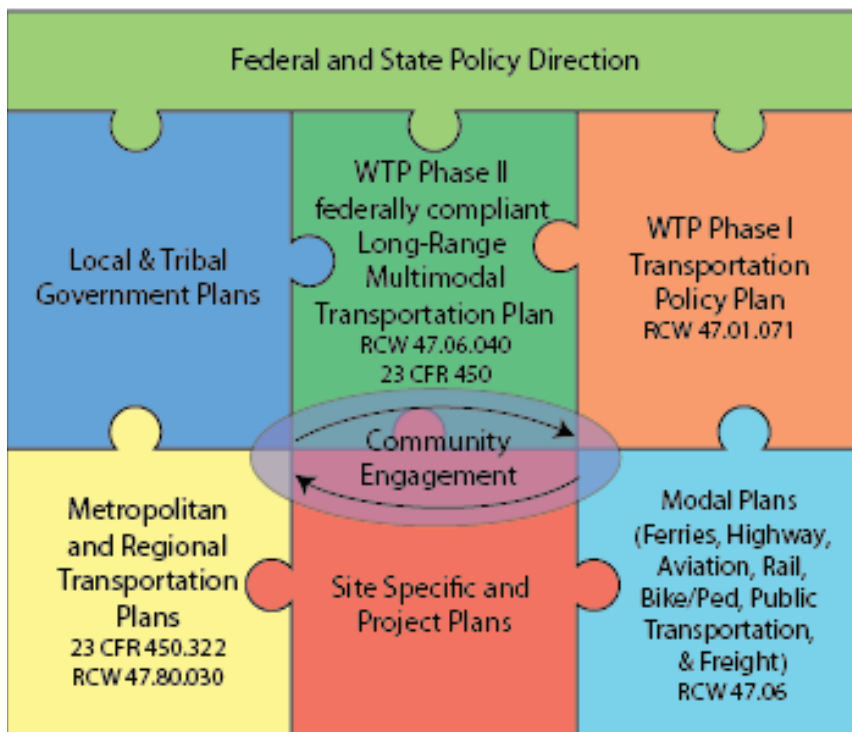 Federal and State Policy Direction
Local & Tribal
Government Plans
WTP Phase II
federally compliant
Long-Range
Multimodal
Transportation Plan
RCW 47.06.040
23 CFR 450
WTP Phase I
Transportation
Policy Plan
RCW 47.01.071
Community
Engagement
Metropolitan
and Regional
Transportation
Plans
23 CFR 450.322
RCW 47.80.030
Site Specific and
Project Plans
Modal Plans
(Ferries, Highway,
Aviation, Rail,
Bike/Ped, Public
Transportation,
& Freight)
RCW 47.06